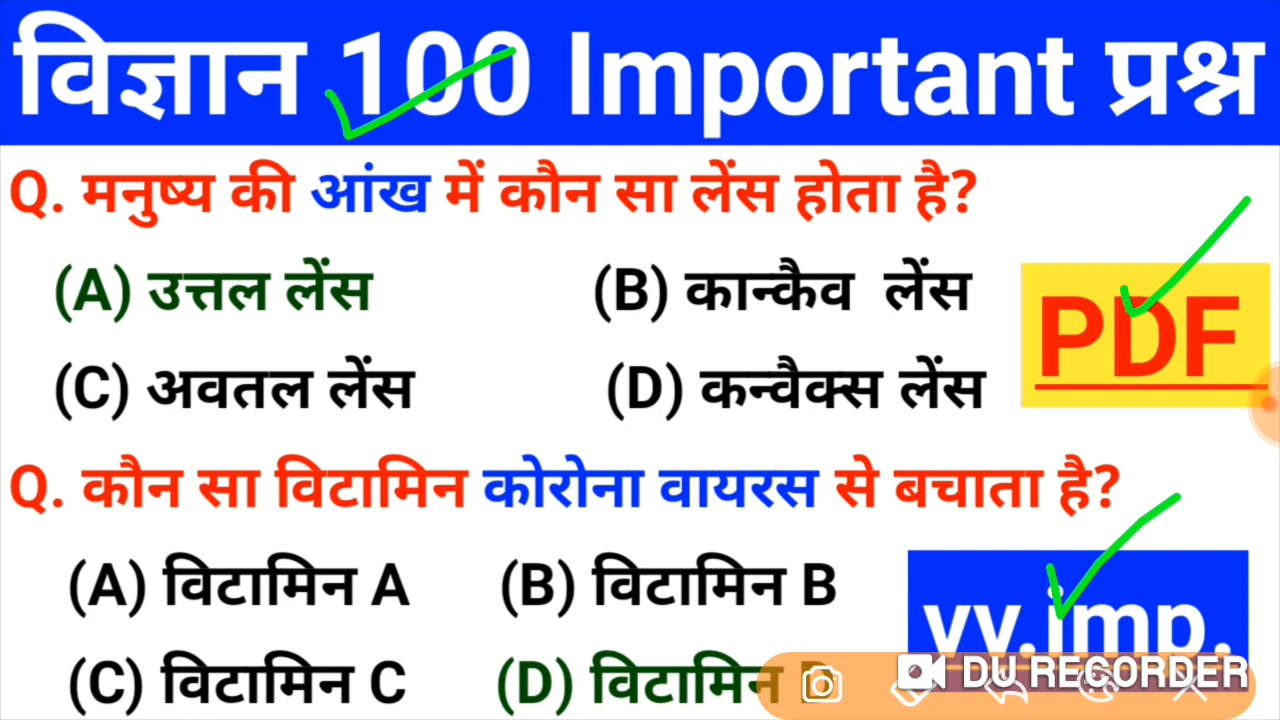 विज्ञान 100 Important प्रश्न
Q. मनुष्य की आंख में कौन सा लेंस होता है?
(A) उत्तल लेंस (B) कान्कैव लेंस
(C) अवतल लेंस (D) कन्वैक्स लेंस
PDF
Q. कौन सा विटामिन कोरोना वायरस से बचाता है?
(A) विटामिन A (B) विटामिन B
(C) विटामिन C (D) विटामिन
vv.imp.
DU RECORDER